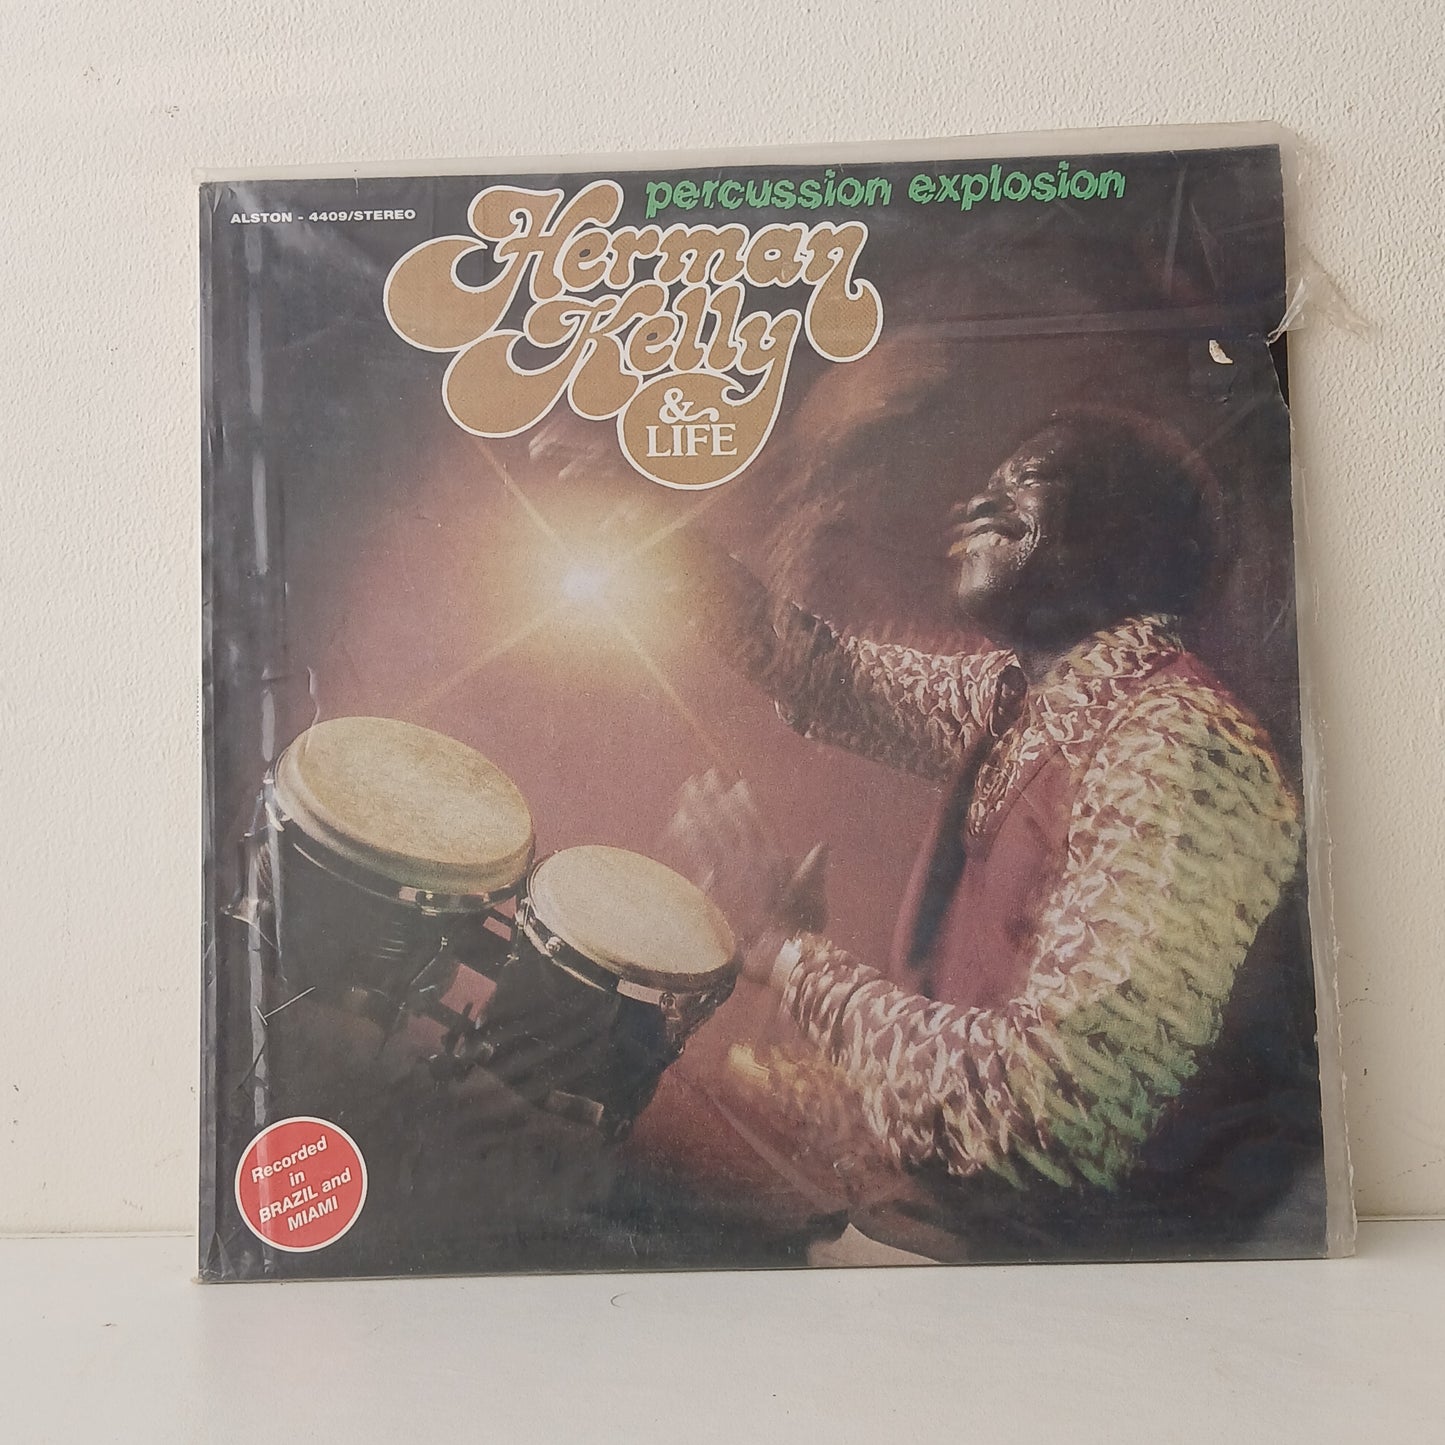 ALSTON - 4409/STEREO
percussion explosion
Herman
Kelly
&
LIFE
Recorded
in
BRAZIL and
MIAMI